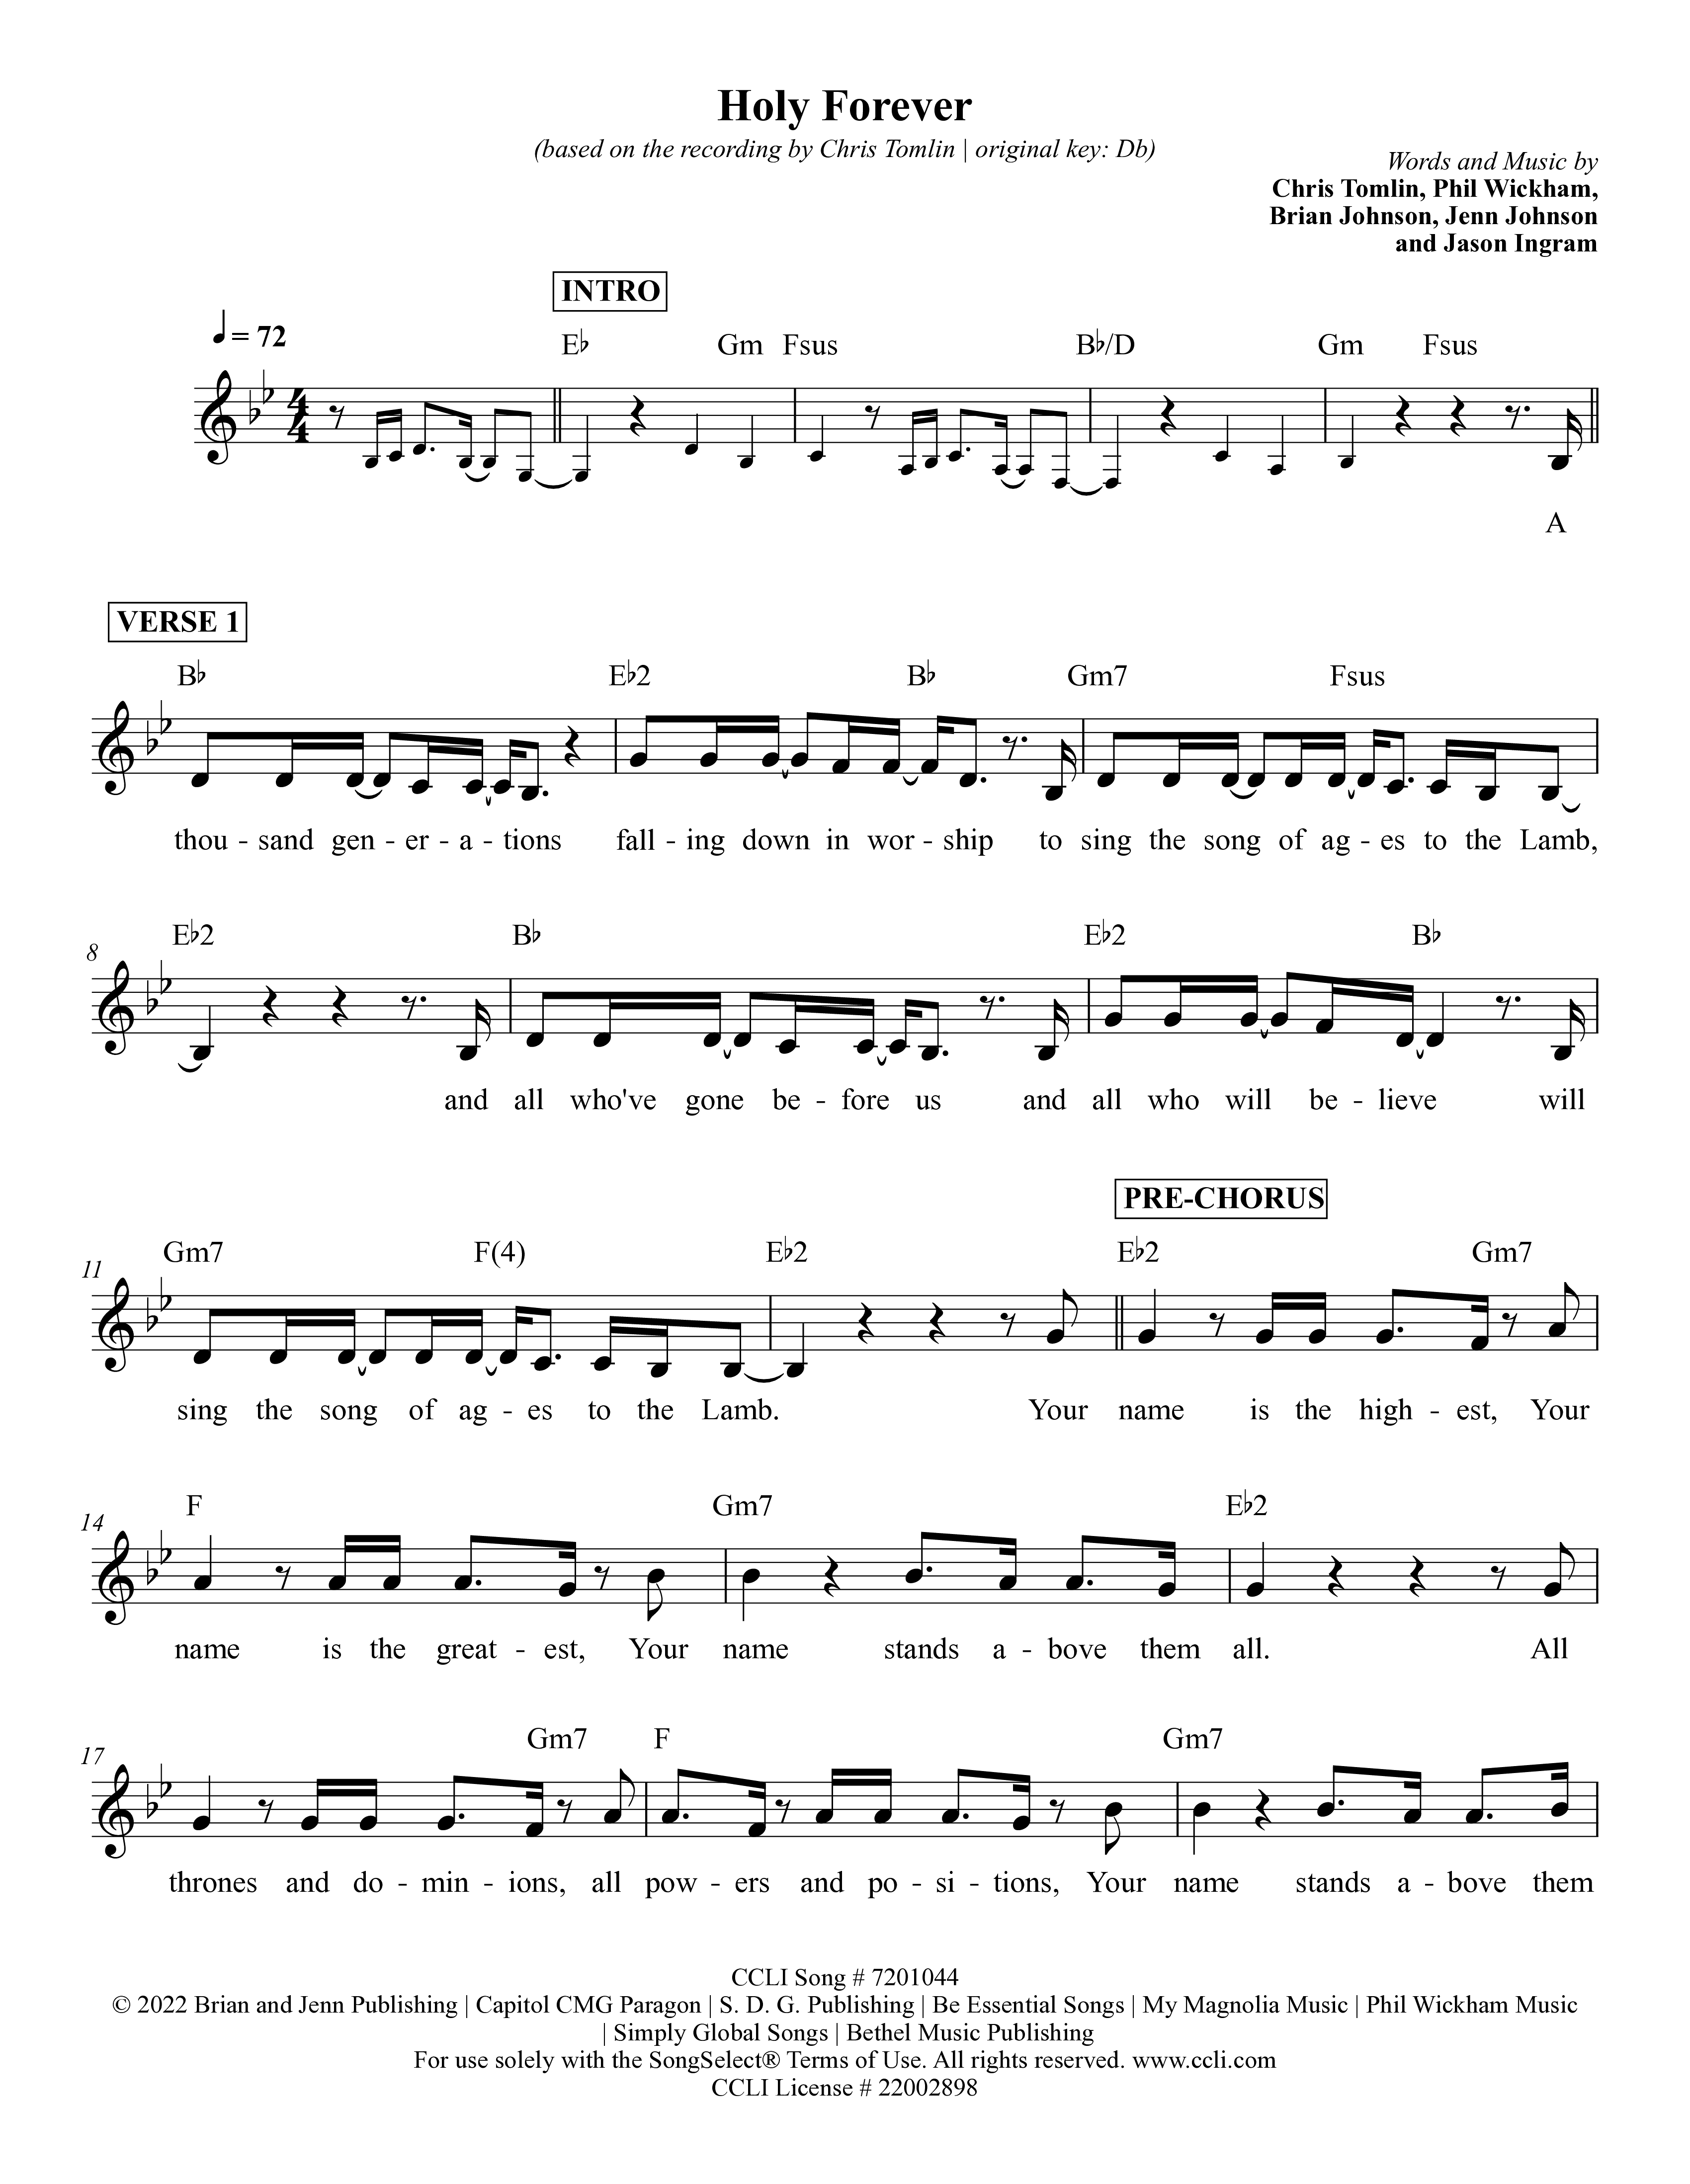 Holy Forever
(based on the recording by Chris Tomlin | original key: Db)
Words and Music by
Chris Tomlin, Phil Wickham,
Brian Johnson, Jenn Johnson
and Jason Ingram
INTRO
♩ = 72
E♭ Gm Fsus B♭/D Gm Fsus
4
4
A
VERSE 1
B♭ E♭2 B♭ Gm7 Fsus
thou - sand gen - er - a - tions fall - ing down in wor - ship to sing the song of ag - es to the Lamb,
E♭2 B♭ E♭2 B♭
8
and all who've gone be - fore us and all who will be - lieve will
PRE-CHORUS
Gm7 F(4) E♭2 E♭2 Gm7
11
sing the song of ag - es to the Lamb. Your name is the high - est, Your
F Gm7 E♭2
14
name is the great - est, Your name stands a - bove them all. All
Gm7 F Gm7
17
thrones and do - min - ions, all pow - ers and po - si - tions, Your name stands a - bove them
CCLI Song # 7201044
© 2022 Brian and Jenn Publishing | Capitol CMG Paragon | S. D. G. Publishing | Be Essential Songs | My Magnolia Music | Phil Wickham Music
| Simply Global Songs | Bethel Music Publishing
For use solely with the SongSelect® Terms of Use. All rights reserved. www.ccli.com
CCLI License # 22002898